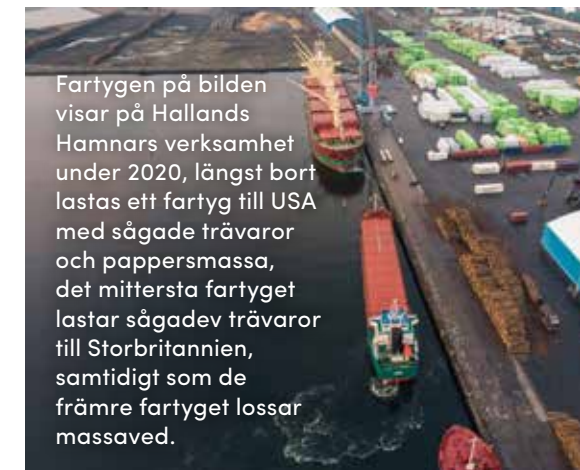 Fartygen på bilden
visar på Hallands
Hamnars verksamhet
under 2020, längst bort
lastas ett fartyg till USA
med sågade trävaror
och pappersmassa,
det mittersta fartyget
lastar sågadev trävaror
till Storbritannien,
samtidigt som de
främre fartyget lossar
massaved.